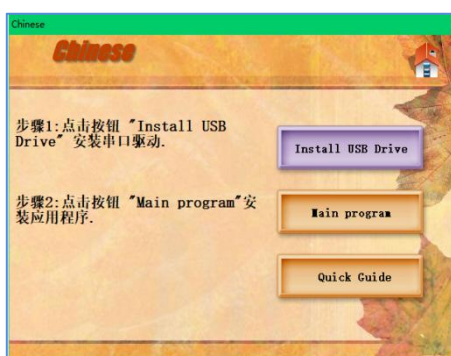 Chinese
Chinese
步骤1:点击按钮 "Install USB
Drive" 安装串口驱动.
Install USB Drive
步骤2:点击按钮 "Main program"安
装应用程序.
Main program
Quick Guide